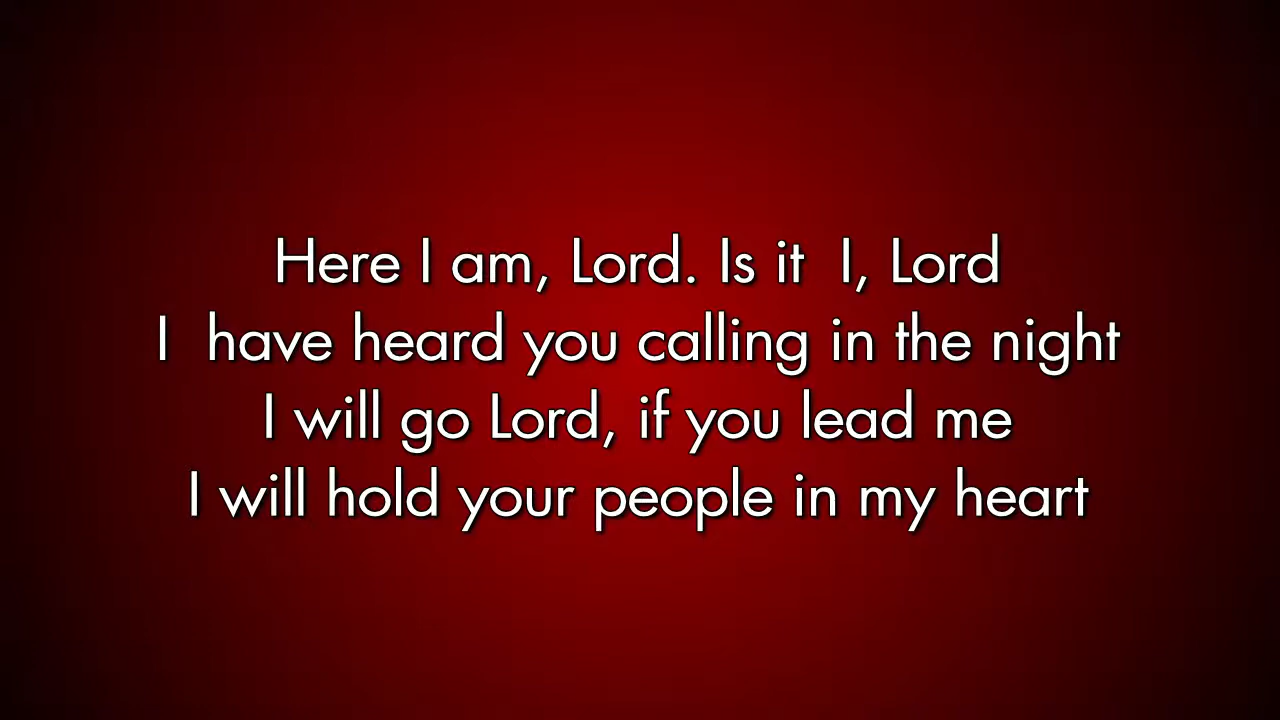 Here I am, Lord. Is it  I, Lord
I  have heard you calling in the night
I will go Lord, if you lead me
I will hold your people in my heart